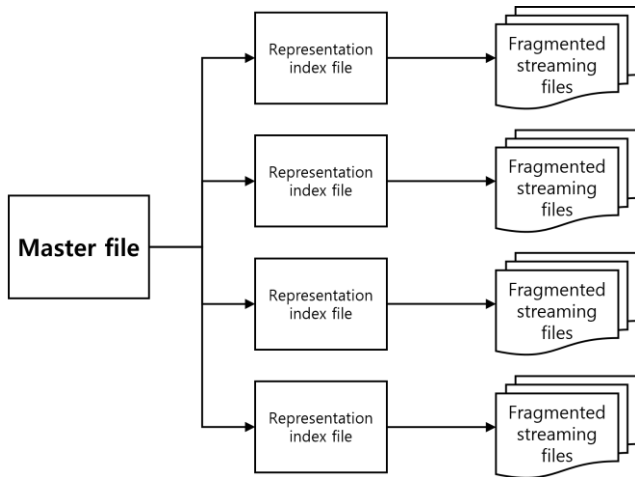 Representation
index file
Fragmented
streaming
files
Representation
index file
Fragmented
streaming
files
Master file
Representation
index file
Fragmented
streaming
files
Representation
index file
Fragmented
streaming
files